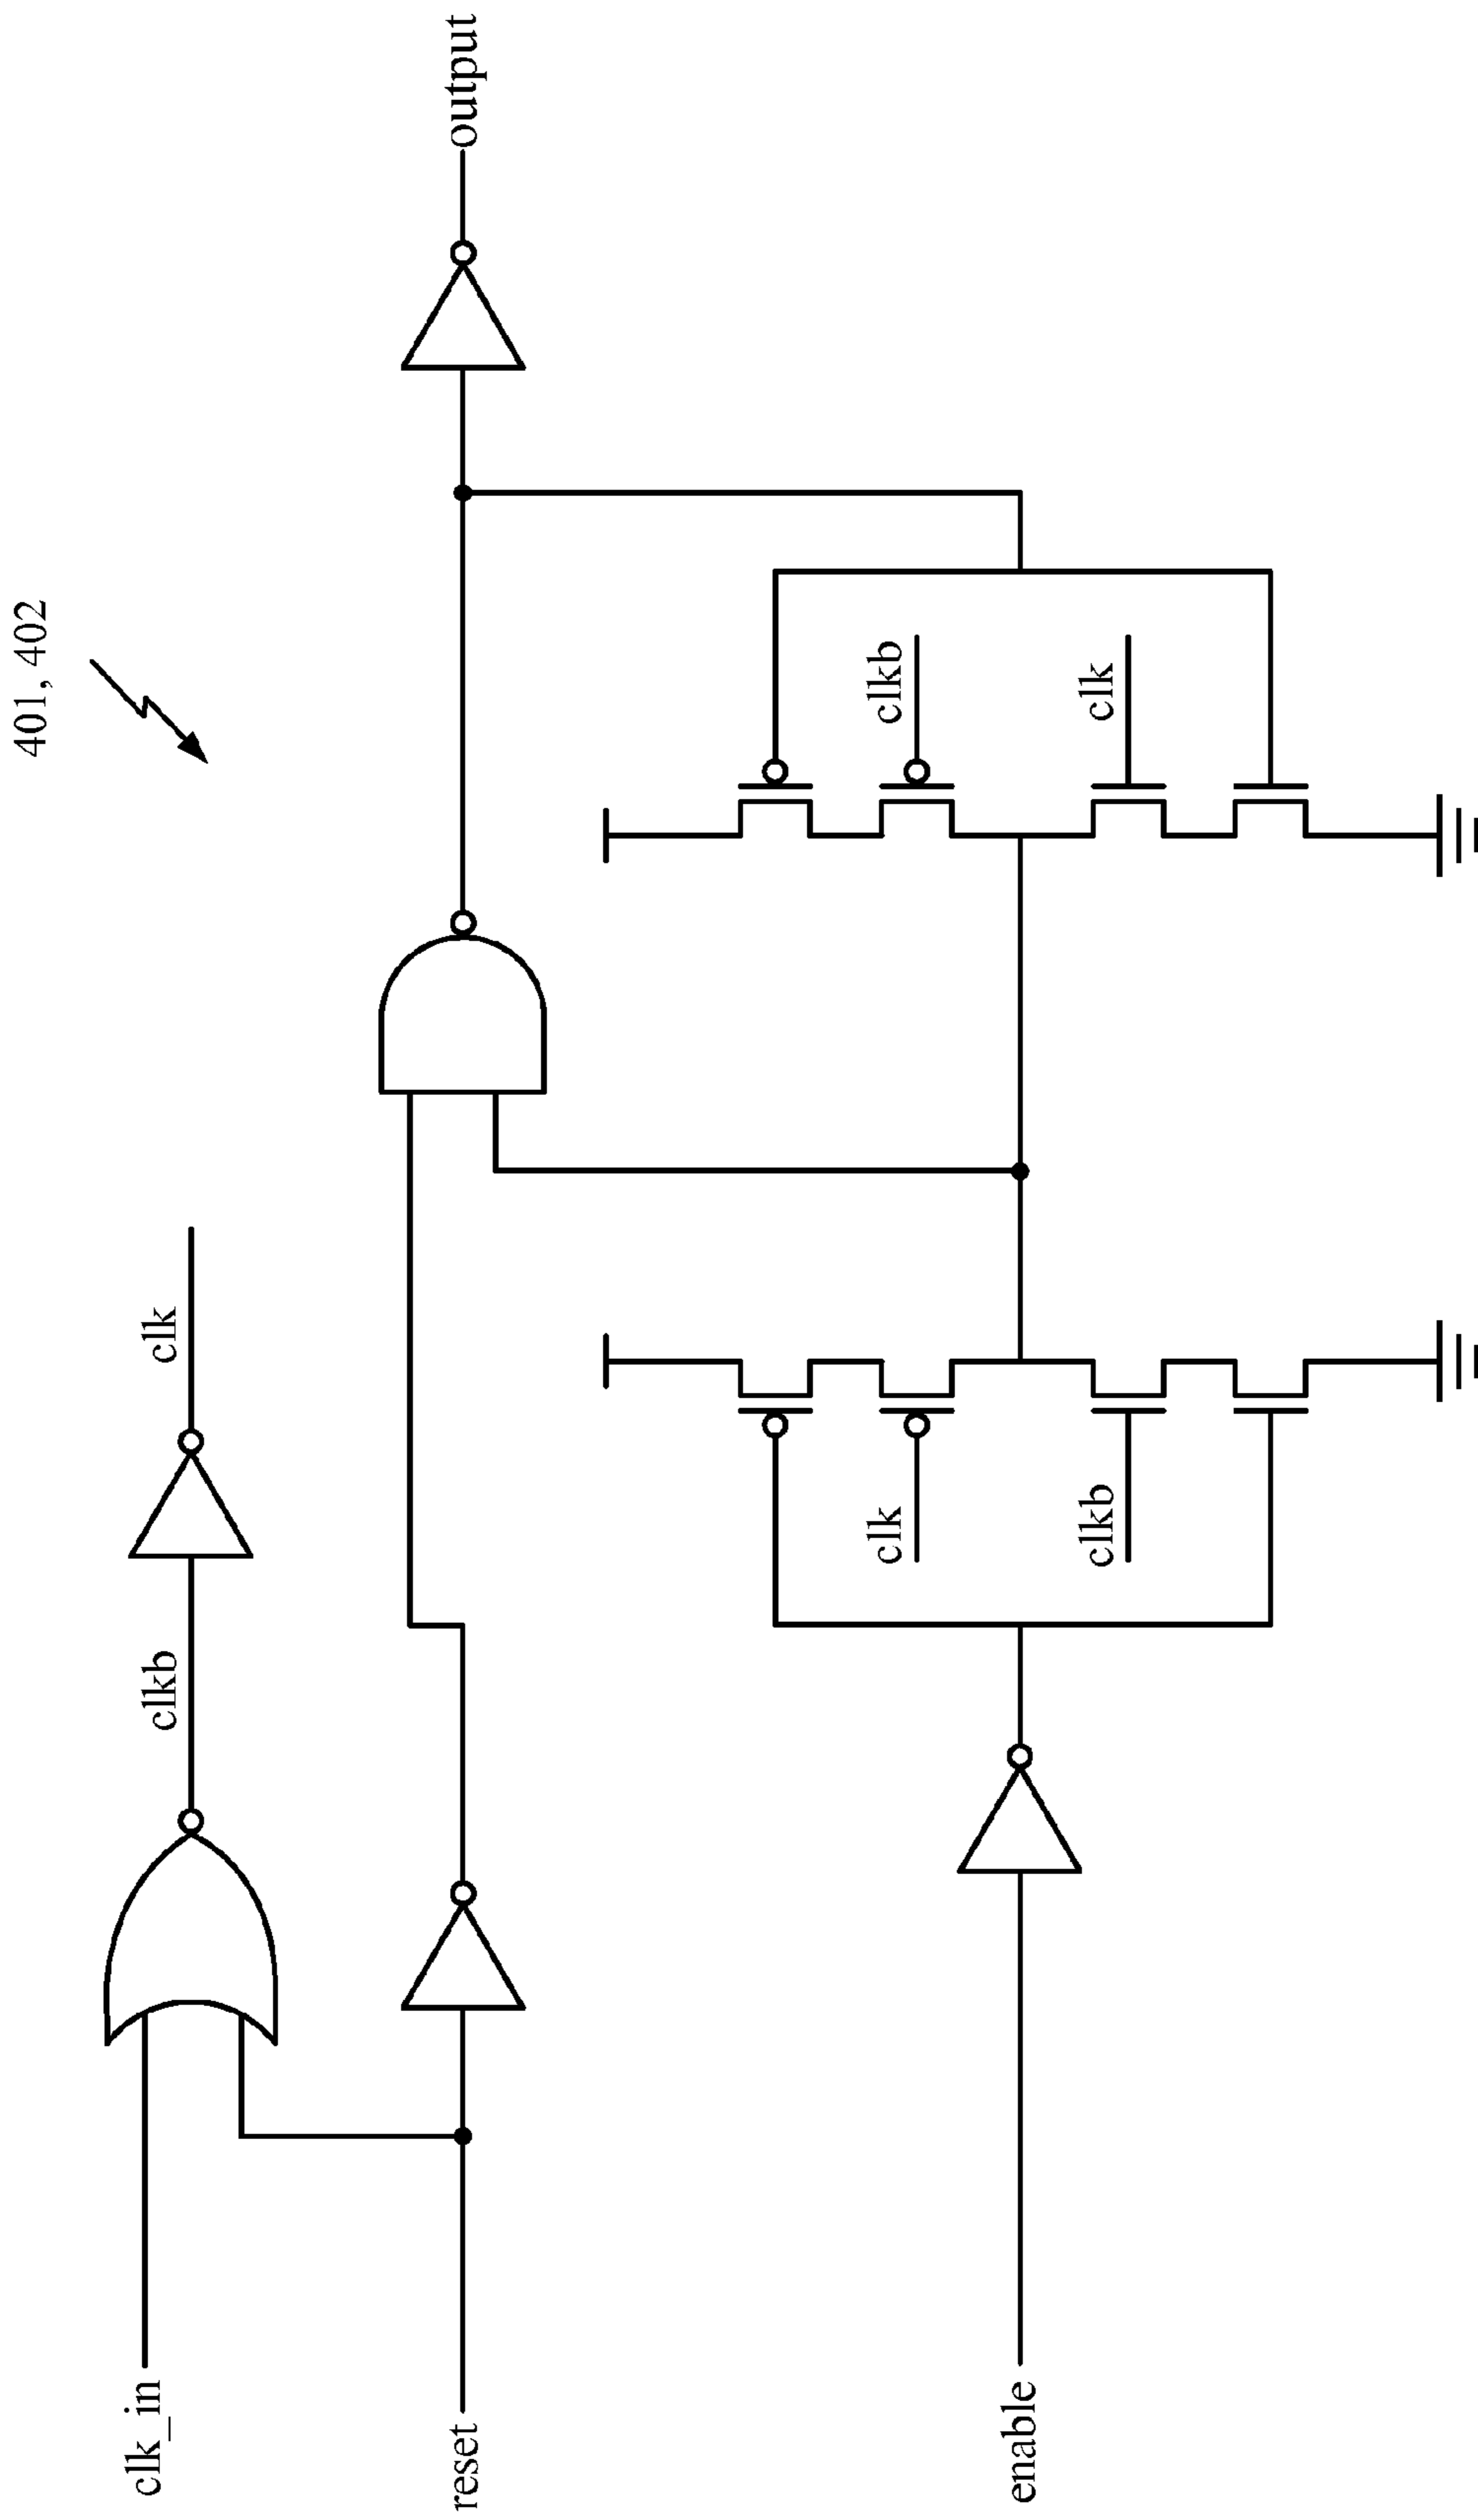 401, 402
clk_in
clkb
clk
reset
output
enable
clk
clkb
clkb
clk